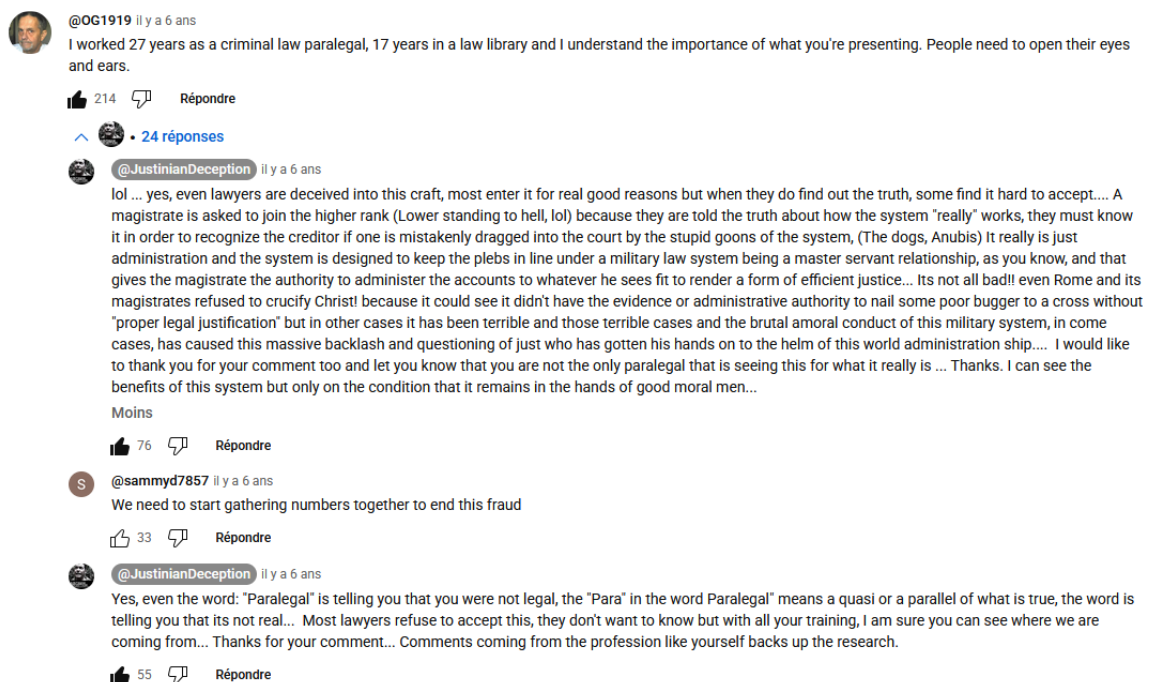 @OG1919 il y a 6 ans
I worked 27 years as a criminal law paralegal, 17 years in a law library and I understand the importance of what you're presenting. People need to open their eyes
and ears.
214 Répondre
• 24 réponses
@JustinianDeception il y a 6 ans
lol ... yes, even lawyers are deceived into this craft, most enter it for real good reasons but when they do find out the truth, some find it hard to accept.... A
magistrate is asked to join the higher rank (Lower standing to hell, lol) because they are told the truth about how the system "really" works, they must know
it in order to recognize the creditor if one is mistakenly dragged into the court by the stupid goons of the system, (The dogs, Anubis) It really is just
administration and the system is designed to keep the plebs in line under a military law system being a master servant relationship, as you know, and that
gives the magistrate the authority to administer the accounts to whatever he sees fit to render a form of efficient justice... Its not all bad!! even Rome and its
magistrates refused to crucify Christ! because it could see it didn't have the evidence or administrative authority to nail some poor bugger to a cross without
"proper legal justification" but in other cases it has been terrible and those terrible cases and the brutal amoral conduct of this military system, in come
cases, has caused this massive backlash and questioning of just who has gotten his hands on to the helm of this world administration ship.... I would like
to thank you for your comment too and let you know that you are not the only paralegal that is seeing this for what it really is ... Thanks. I can see the
benefits of this system but only on the condition that it remains in the hands of good moral men...
Moins
76 Répondre
S @sammyd7857 il y a 6 ans
We need to start gathering numbers together to end this fraud
33 Répondre
@JustinianDeception il y a 6 ans
Yes, even the word: "Paralegal" is telling you that you were not legal, the "Para" in the word Paralegal" means a quasi or a parallel of what is true, the word is
telling you that its not real... Most lawyers refuse to accept this, they don't want to know but with all your training, I am sure you can see where we are
coming from... Thanks for your comment... Comments coming from the profession like yourself backs up the research.
55 Répondre